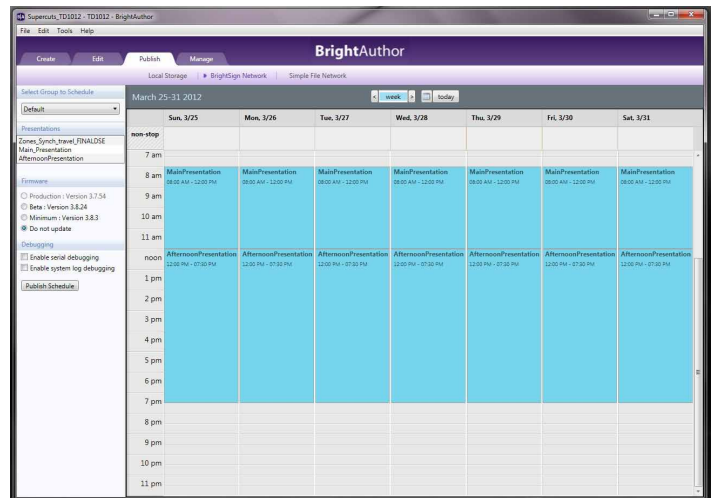 Supercuts_TD1012 - TD1012 - BrightAuthor
File Edit Tools Help
Create Edit Publish Manage
BrightAuthor
Local Storage BrightSign Network Simple File Network
Select Group to Schedule
Default
Presentations
Zones_Synch_travel_FINALDSE
Main_Presentation
AfternoonPresentation
Firmware
Production : Version 3.7.54
Beta : Version 3.8.24
Minimum : Version 3.8.3
Do not update
Debugging
Enable serial debugging
Enable system log debugging
Publish Schedule
March 25-31 2012
< week > today
Sun, 3/25 Mon, 3/26 Tue, 3/27 Wed, 3/28 Thu, 3/29 Fri, 3/30 Sat, 3/31
non-stop
7 am
8 am MainPresentation MainPresentation MainPresentation MainPresentation MainPresentation MainPresentation MainPresentation
08:00 AM - 12:00 PM 08:00 AM - 12:00 PM 08:00 AM - 12:00 PM 08:00 AM - 12:00 PM 08:00 AM - 12:00 PM 08:00 AM - 12:00 PM 08:00 AM - 12:00 PM
9 am
10 am
11 am
noon AfternoonPresentation AfternoonPresentation AfternoonPresentation AfternoonPresentation AfternoonPresentation AfternoonPresentation AfternoonPresentation
12:00 PM - 07:30 PM 12:00 PM - 07:30 PM 12:00 PM - 07:30 PM 12:00 PM - 07:30 PM 12:00 PM - 07:30 PM 12:00 PM - 07:30 PM 12:00 PM - 07:30 PM
1 pm
2 pm
3 pm
4 pm
5 pm
6 pm
7 pm
8 pm
9 pm
10 pm
11 pm